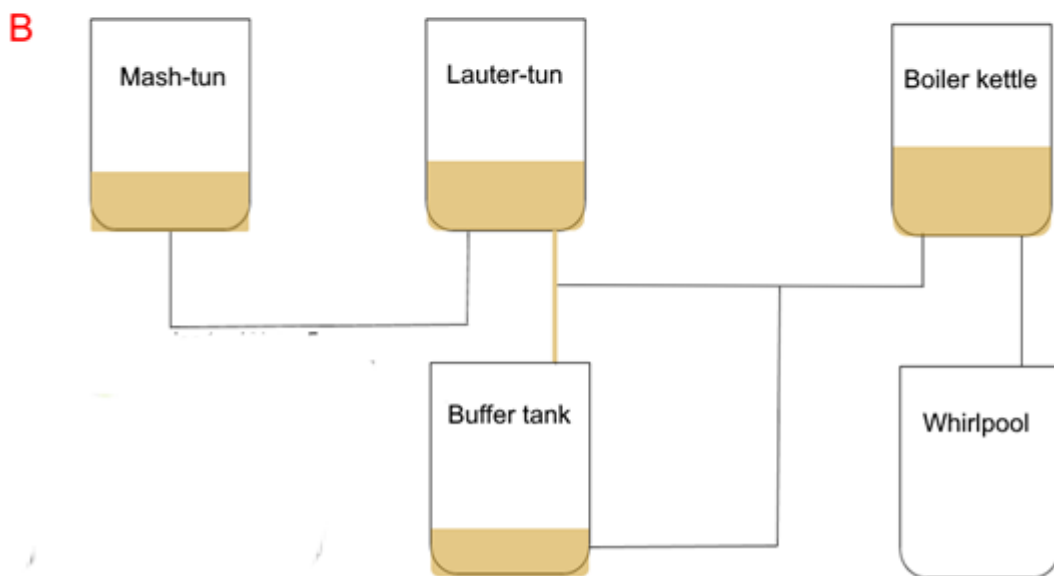 B
Mash-tun
Lauter-tun
Boiler kettle
Buffer tank
Whirlpool